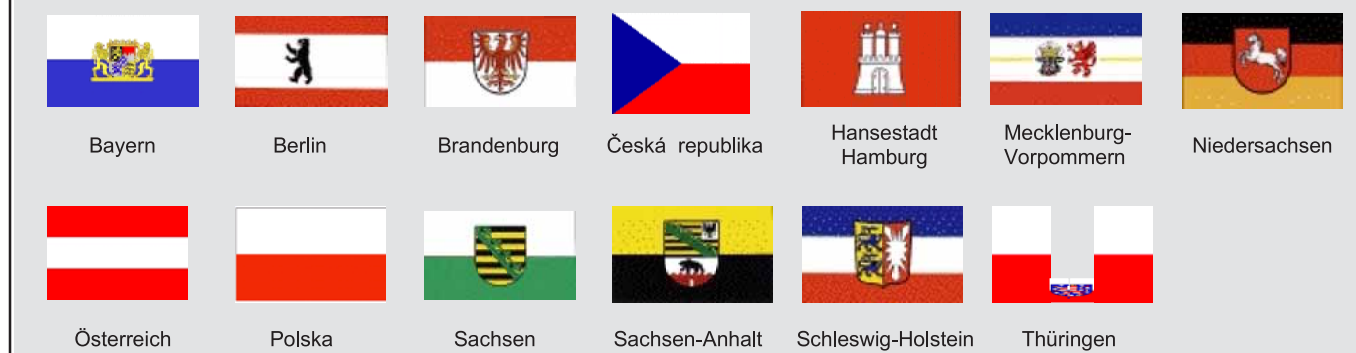 Bayern
Berlin
Brandenburg
Česká republika
Hansestadt
Hamburg
Mecklenburg-
Vorpommern
Niedersachsen
Österreich
Polska
Sachsen
Sachsen-Anhalt
Schleswig-Holstein
Thüringen